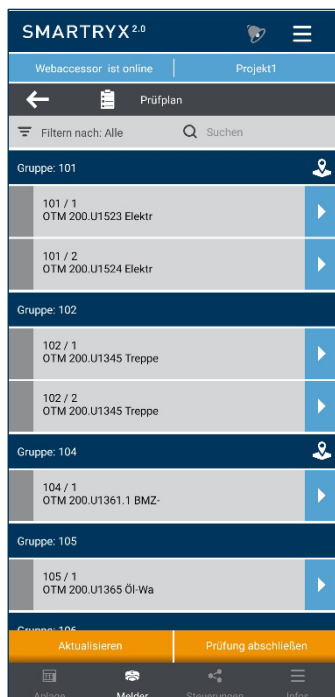 SMARTRYX 2.0
Webaccessor ist online
Projekt1
Prüfplan
Filtern nach: Alle
Suchen
Gruppe: 101
101 / 1
OTM 200.U1523 Elektr
101 / 2
OTM 200.U1524 Elektr
Gruppe: 102
102 / 1
OTM 200.U1345 Treppe
102 / 2
OTM 200.U1345 Treppe
Gruppe: 104
104 / 1
OTM 200.U1361.1 BMZ-
Gruppe: 105
105 / 1
OTM 200.U1365 Öl-Wa
Gruppe: 106
Aktualisieren
Prüfung abschließen
Anlage
Melder
Steuerungen
Infos